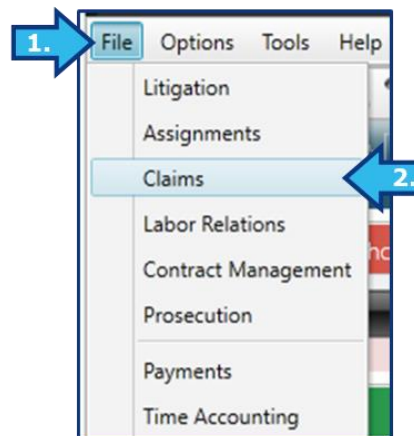 1.
File Options Tools Help
Litigation
Assignments
Claims
2.
Labor Relations
Contract Management
Prosecution
Payments
Time Accounting